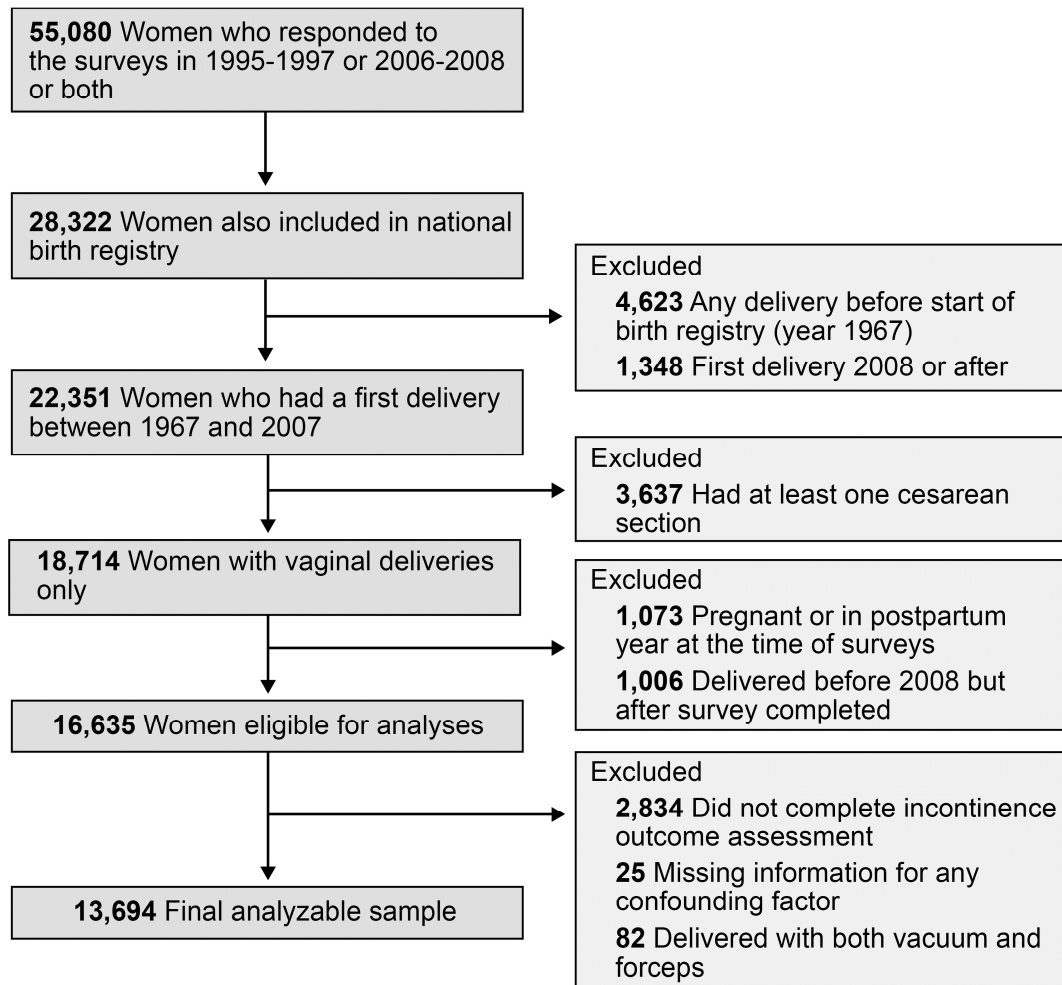 55,080 Women who responded to
the surveys in 1995-1997 or 2006-2008
or both
28,322 Women also included in national
birth registry
Excluded
4,623 Any delivery before start of
birth registry (year 1967)
1,348 First delivery 2008 or after
22,351 Women who had a first delivery
between 1967 and 2007
Excluded
3,637 Had at least one cesarean
section
18,714 Women with vaginal deliveries
only
Excluded
1,073 Pregnant or in postpartum
year at the time of surveys
1,006 Delivered before 2008 but
after survey completed
16,635 Women eligible for analyses
Excluded
2,834 Did not complete incontinence
outcome assessment
25 Missing information for any
confounding factor
82 Delivered with both vacuum and
forceps
13,694 Final analyzable sample